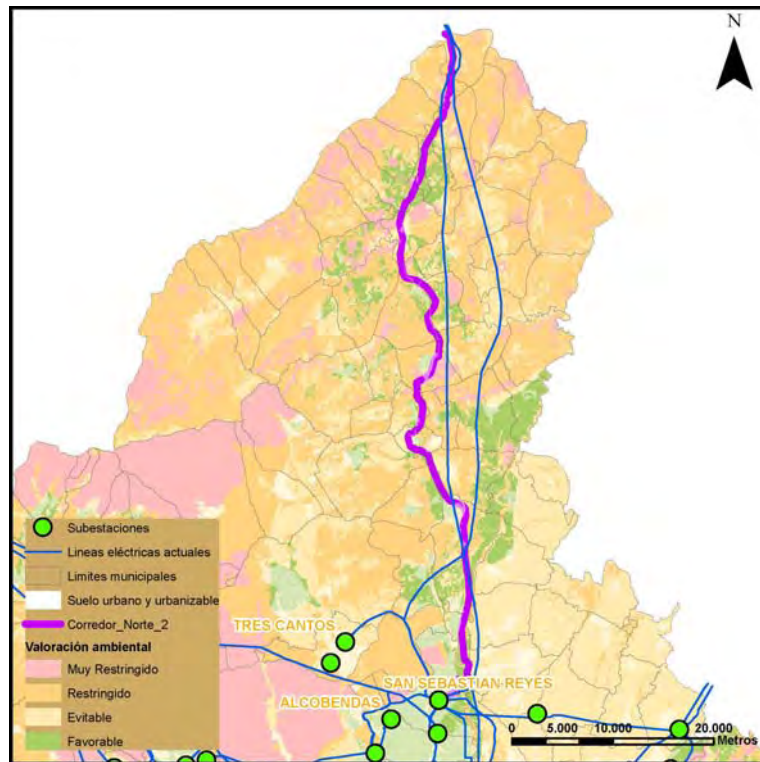 N
TRES CANTOS
SAN SEBASTIAN REYES
ALCOBENDAS
Subestaciones
Lineas eléctricas actuales
Limites municipales
Suelo urbano y urbanizable
Corredor_Norte_2
Valoración ambiental
Muy Restringido
Restringido
Evitable
Favorable
0 5.000 10.000 20.000
Metros